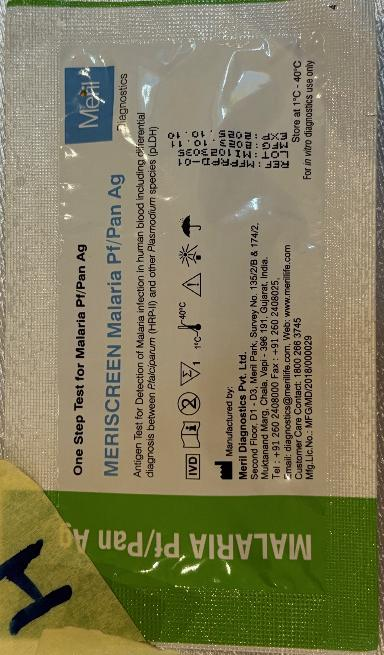 One Step Test for Malaria Pf/Pan Ag
Meril
Diagnostics
MERISCREEN Malaria Pf/Pan Ag
Antigen Test for Detection of Malaria infection in human blood including differential
diagnosis between P.falciparum (HRP-II) and other Plasmodium species (pLDH)
IVD
2
1
1°C
40°C
REF :
LOT :
MFG : 2023. 10. 11
EXP : 2025. 10. 10
Manufactured by:
Meril Diagnostics Pvt. Ltd.
Second Floor, D1 - D3, Meril Park, Survey No. 135/2/B & 174/2,
Muktanand Marg, Chala, Vapi - 396 191, Gujarat, India.
Tel : +91 260 2408000 Fax : +91 260 2408025,
Email: diagnostics@merillife.com. Web: www.merillife.com
Customer Care Contact: 1800 266 3745
Mfg.Lic.No.: MFG/MD/2018/000029
Store at 1°C - 40°C
For in vitro diagnostics use only
MALARIA Pf/Pan Ag
MALARIA Pf/Pan Ag
H
4